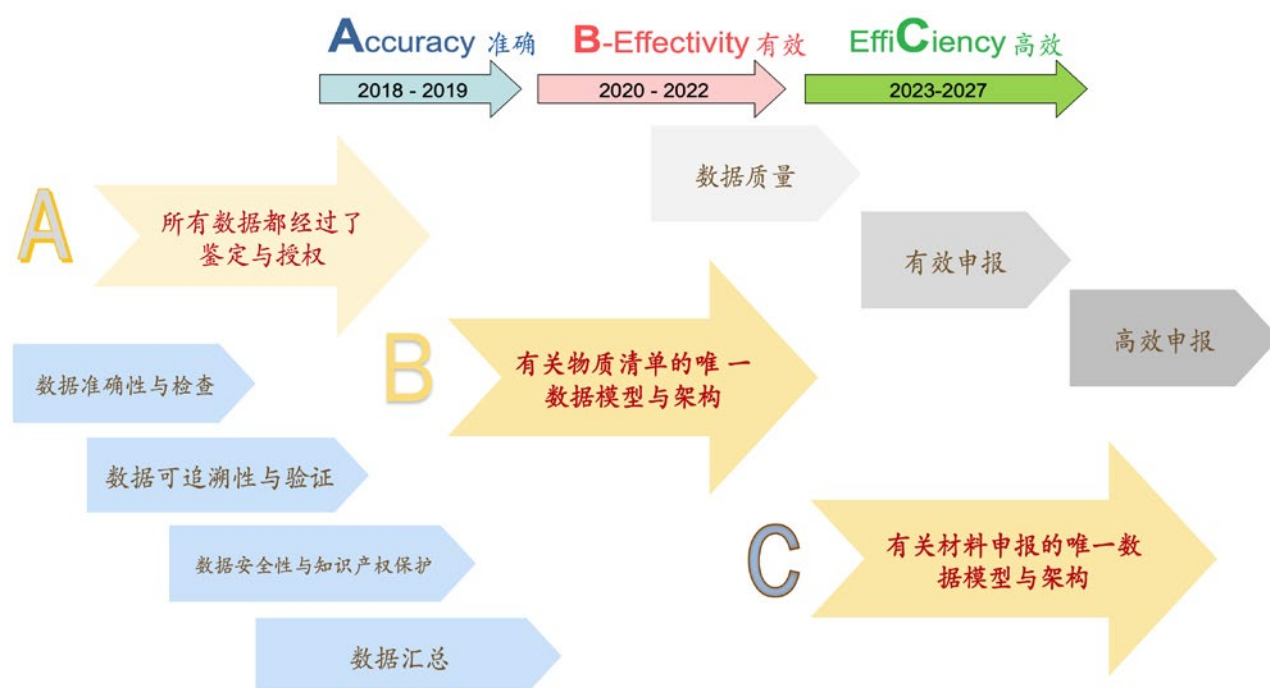 Accuracy 准确
B-Effectivity 有效
EffiCiency 高效
2018 - 2019
2020 - 2022
2023-2027
数据质量
A
所有数据都经过了
鉴定与授权
有效申报
高效申报
B
有关物质清单的唯一
数据模型与架构
数据准确性与检查
数据可追溯性与验证
数据安全性与知识产权保护
数据汇总
C
有关材料申报的唯一数
据模型与架构